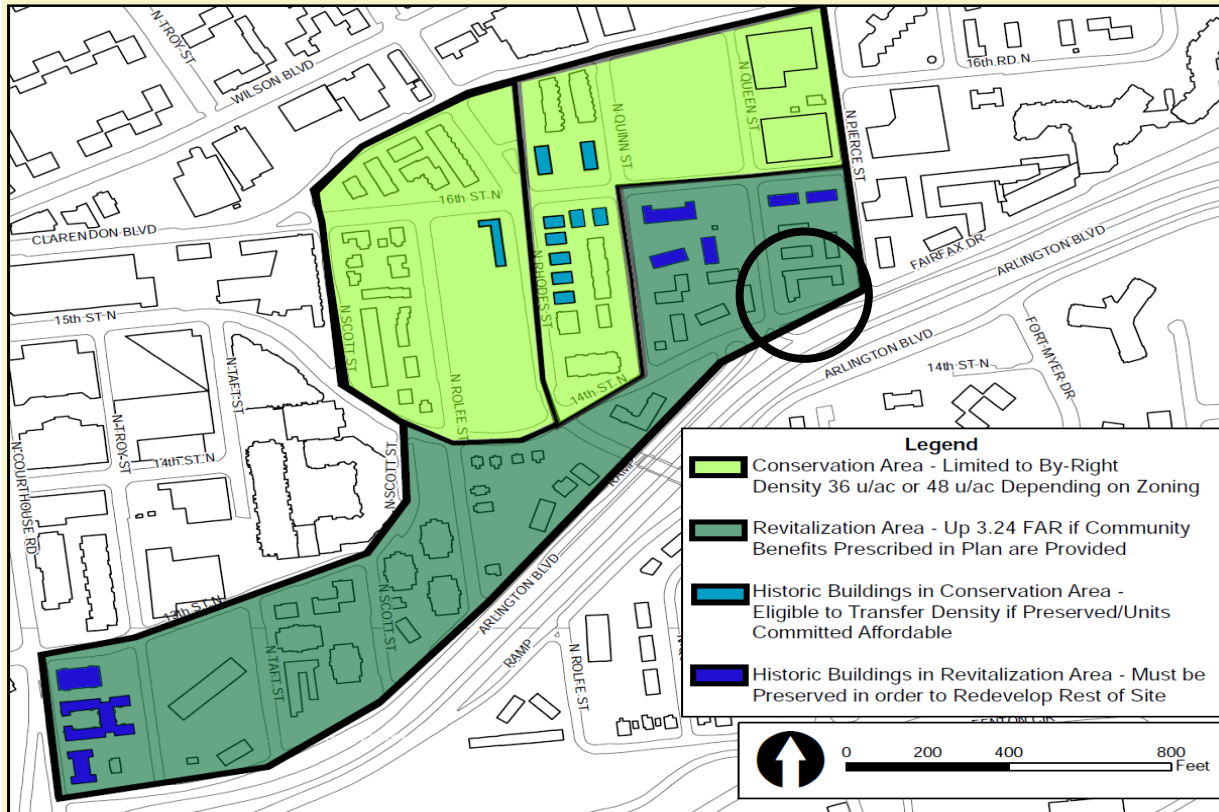 N TROY ST
WILSON BLVD
16th RD N
N QUEEN ST
N QUINN ST
N PIERCE ST
16th ST N
CLARENDON BLVD
FAIRFAX DR
ARLINGTON BLVD
N RHODES ST
15th ST N
N SCOTT ST
ARLINGTON BLVD
FORT MYER DR
N TAFT ST
14th ST N
14th ST N
N ROLFE ST
N TROY ST
14th ST N
N SCOTT ST
N COURTHOUSE RD
RAMP
Legend
Conservation Area - Limited to By-Right
Density 36 u/ac or 48 u/ac Depending on Zoning
Revitalization Area - Up 3.24 FAR if Community
Benefits Prescribed in Plan are Provided
Historic Buildings in Conservation Area -
Eligible to Transfer Density if Preserved/Units
Committed Affordable
Historic Buildings in Revitalization Area - Must be
Preserved in order to Redevelop Rest of Site
13th ST N
N SCOTT ST
ARLINGTON BLVD
RAMP
N TAFT ST
N ROLFE ST
0 200 400 800
Feet